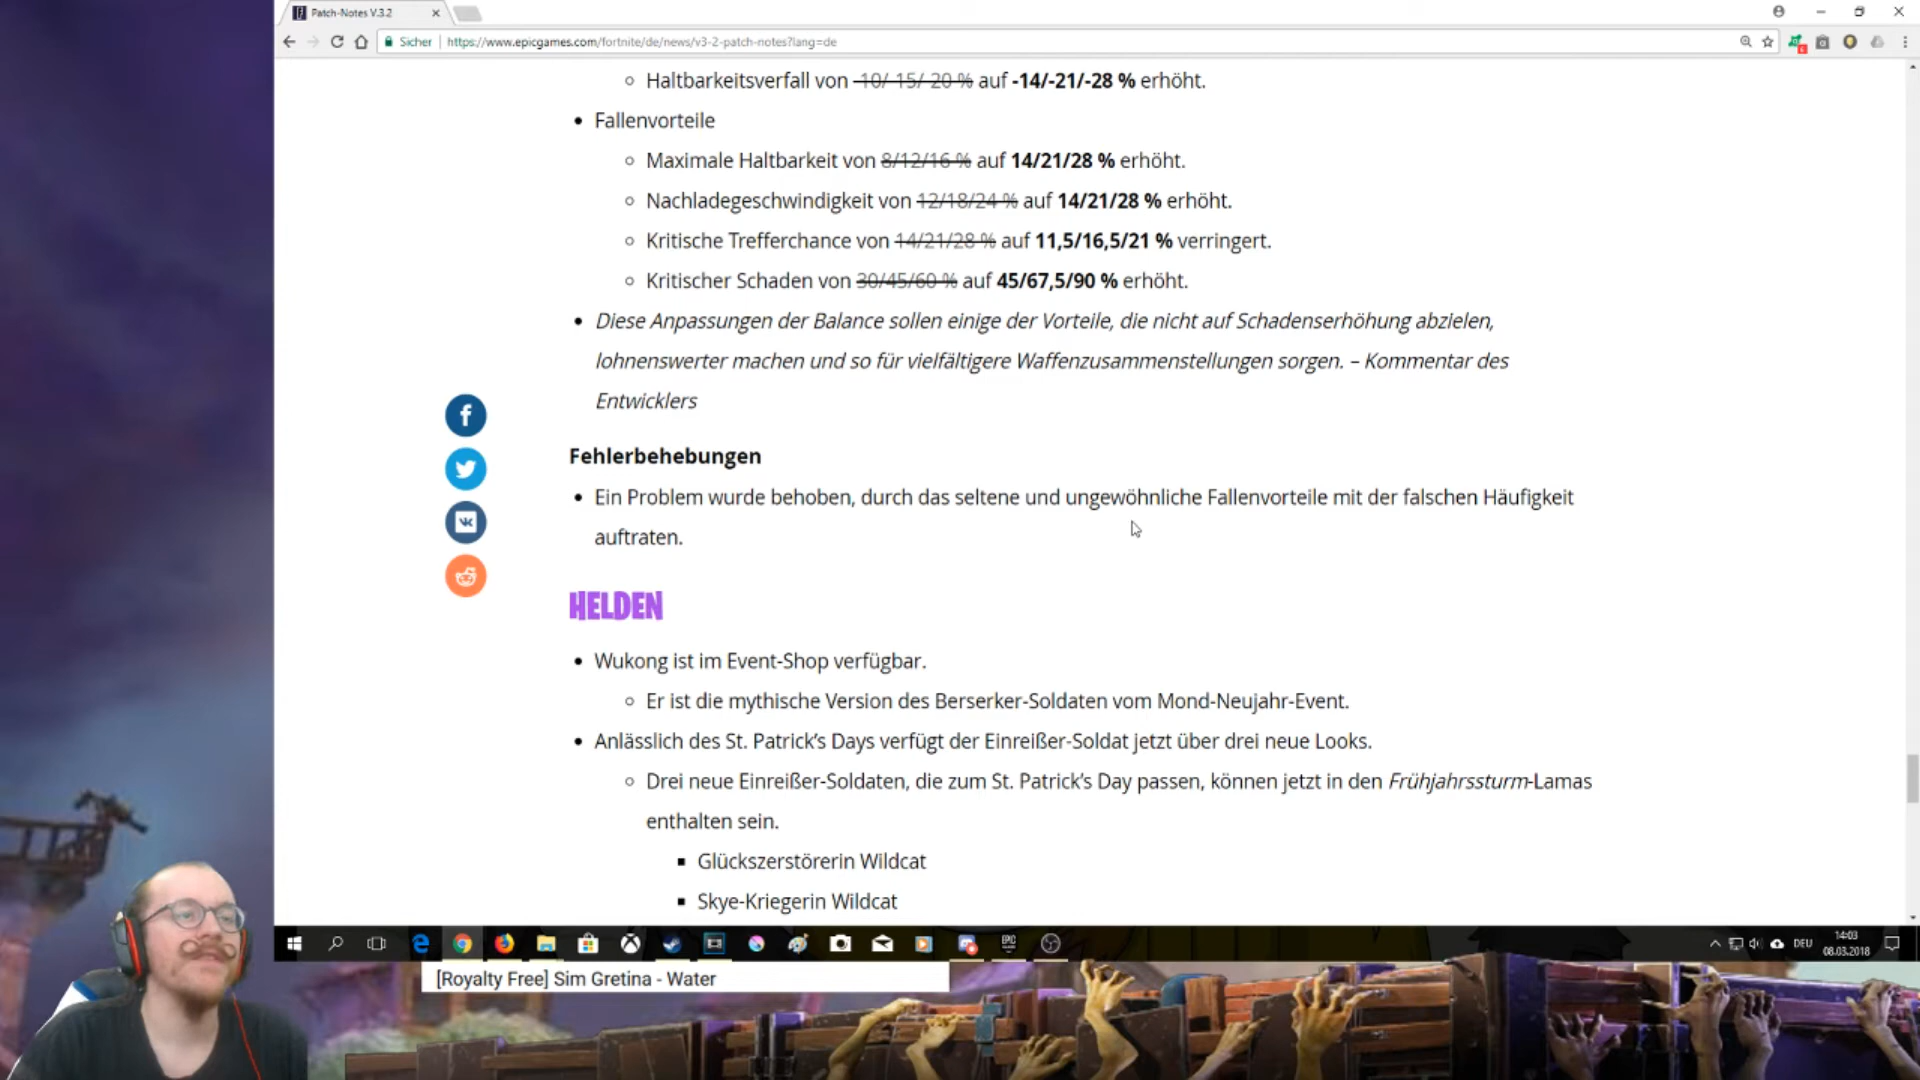 Patch-Notes V.3.2
Sicher | https://www.epicgames.com/fortnite/de/news/v3-2-patch-notes?lang=de
Haltbarkeitsverfall von -10/-15/-20 % auf -14/-21/-28 % erhöht.
Fallenvorteile
Maximale Haltbarkeit von 8/12/16 % auf 14/21/28 % erhöht.
Nachladegeschwindigkeit von 12/18/24 % auf 14/21/28 % erhöht.
Kritische Trefferchance von 14/21/28 % auf 11,5/16,5/21 % verringert.
Kritischer Schaden von 30/45/60 % auf 45/67,5/90 % erhöht.
Diese Anpassungen der Balance sollen einige der Vorteile, die nicht auf Schadenserhöhung abzielen,
lohnenswerter machen und so für vielfältigere Waffenzusammenstellungen sorgen. – Kommentar des
Entwicklers
Fehlerbehebungen
Ein Problem wurde behoben, durch das seltene und ungewöhnliche Fallenvorteile mit der falschen Häufigkeit
auftraten.
HELDEN
Wukong ist im Event-Shop verfügbar.
Er ist die mythische Version des Berserker-Soldaten vom Mond-Neujahr-Event.
Anlässlich des St. Patrick’s Days verfügt der Einreißer-Soldat jetzt über drei neue Looks.
Drei neue Einreißer-Soldaten, die zum St. Patrick’s Day passen, können jetzt in den Frühjahrssturm-Lamas
enthalten sein.
Glückszerstörerin Wildcat
Skye-Kriegerin Wildcat
EPIC
DEU
14:03
08.03.2018
[Royalty Free] Sim Gretina - Water